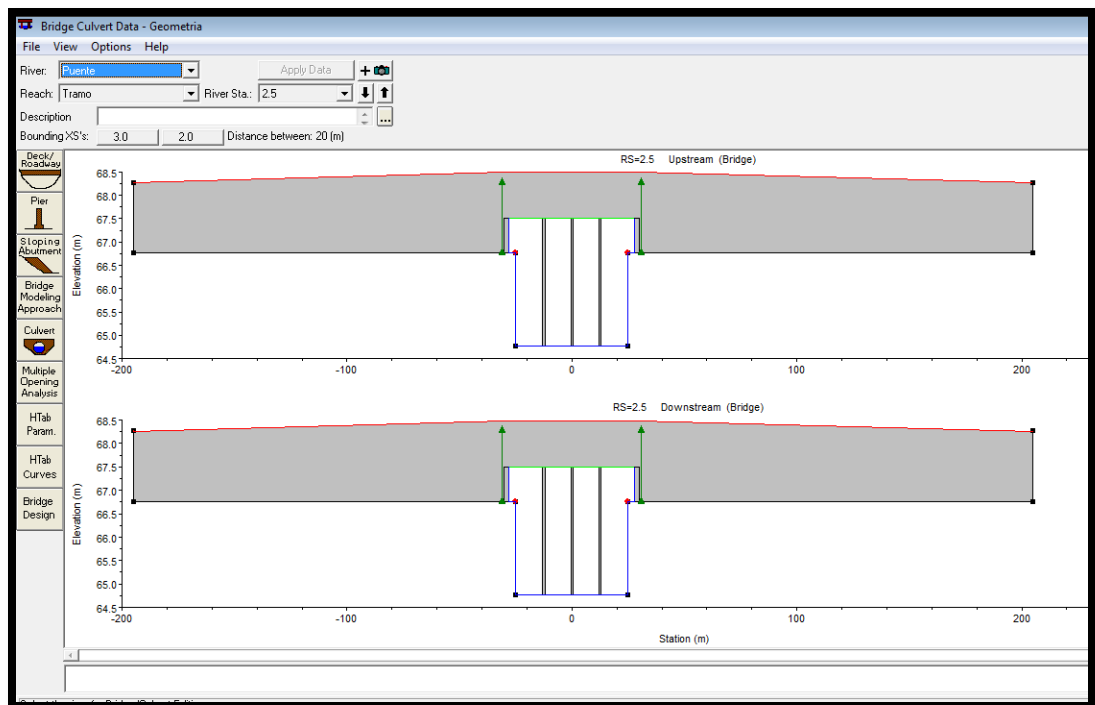 Bridge Culvert Data - Geometria
File View Options Help
River: Puente Apply Data +
Reach: Tramo River Sta.: 2.5
Description ...
Bounding XS's: 3.0 2.0 Distance between: 20 (m)
Deck/
Roadway
Pier
Sloping
Abutment
Bridge
Modeling
Approach
Culvert
Multiple
Opening
Analysis
HTab
Param.
HTab
Curves
Bridge
Design
RS=2.5 Upstream (Bridge)
Elevation (m)
68.5
68.0
67.5
67.0
66.5
66.0
65.5
65.0
64.5
-200 -100 0 100 200
RS=2.5 Downstream (Bridge)
Elevation (m)
68.5
68.0
67.5
67.0
66.5
66.0
65.5
65.0
64.5
-200 -100 0 100 200
Station (m)